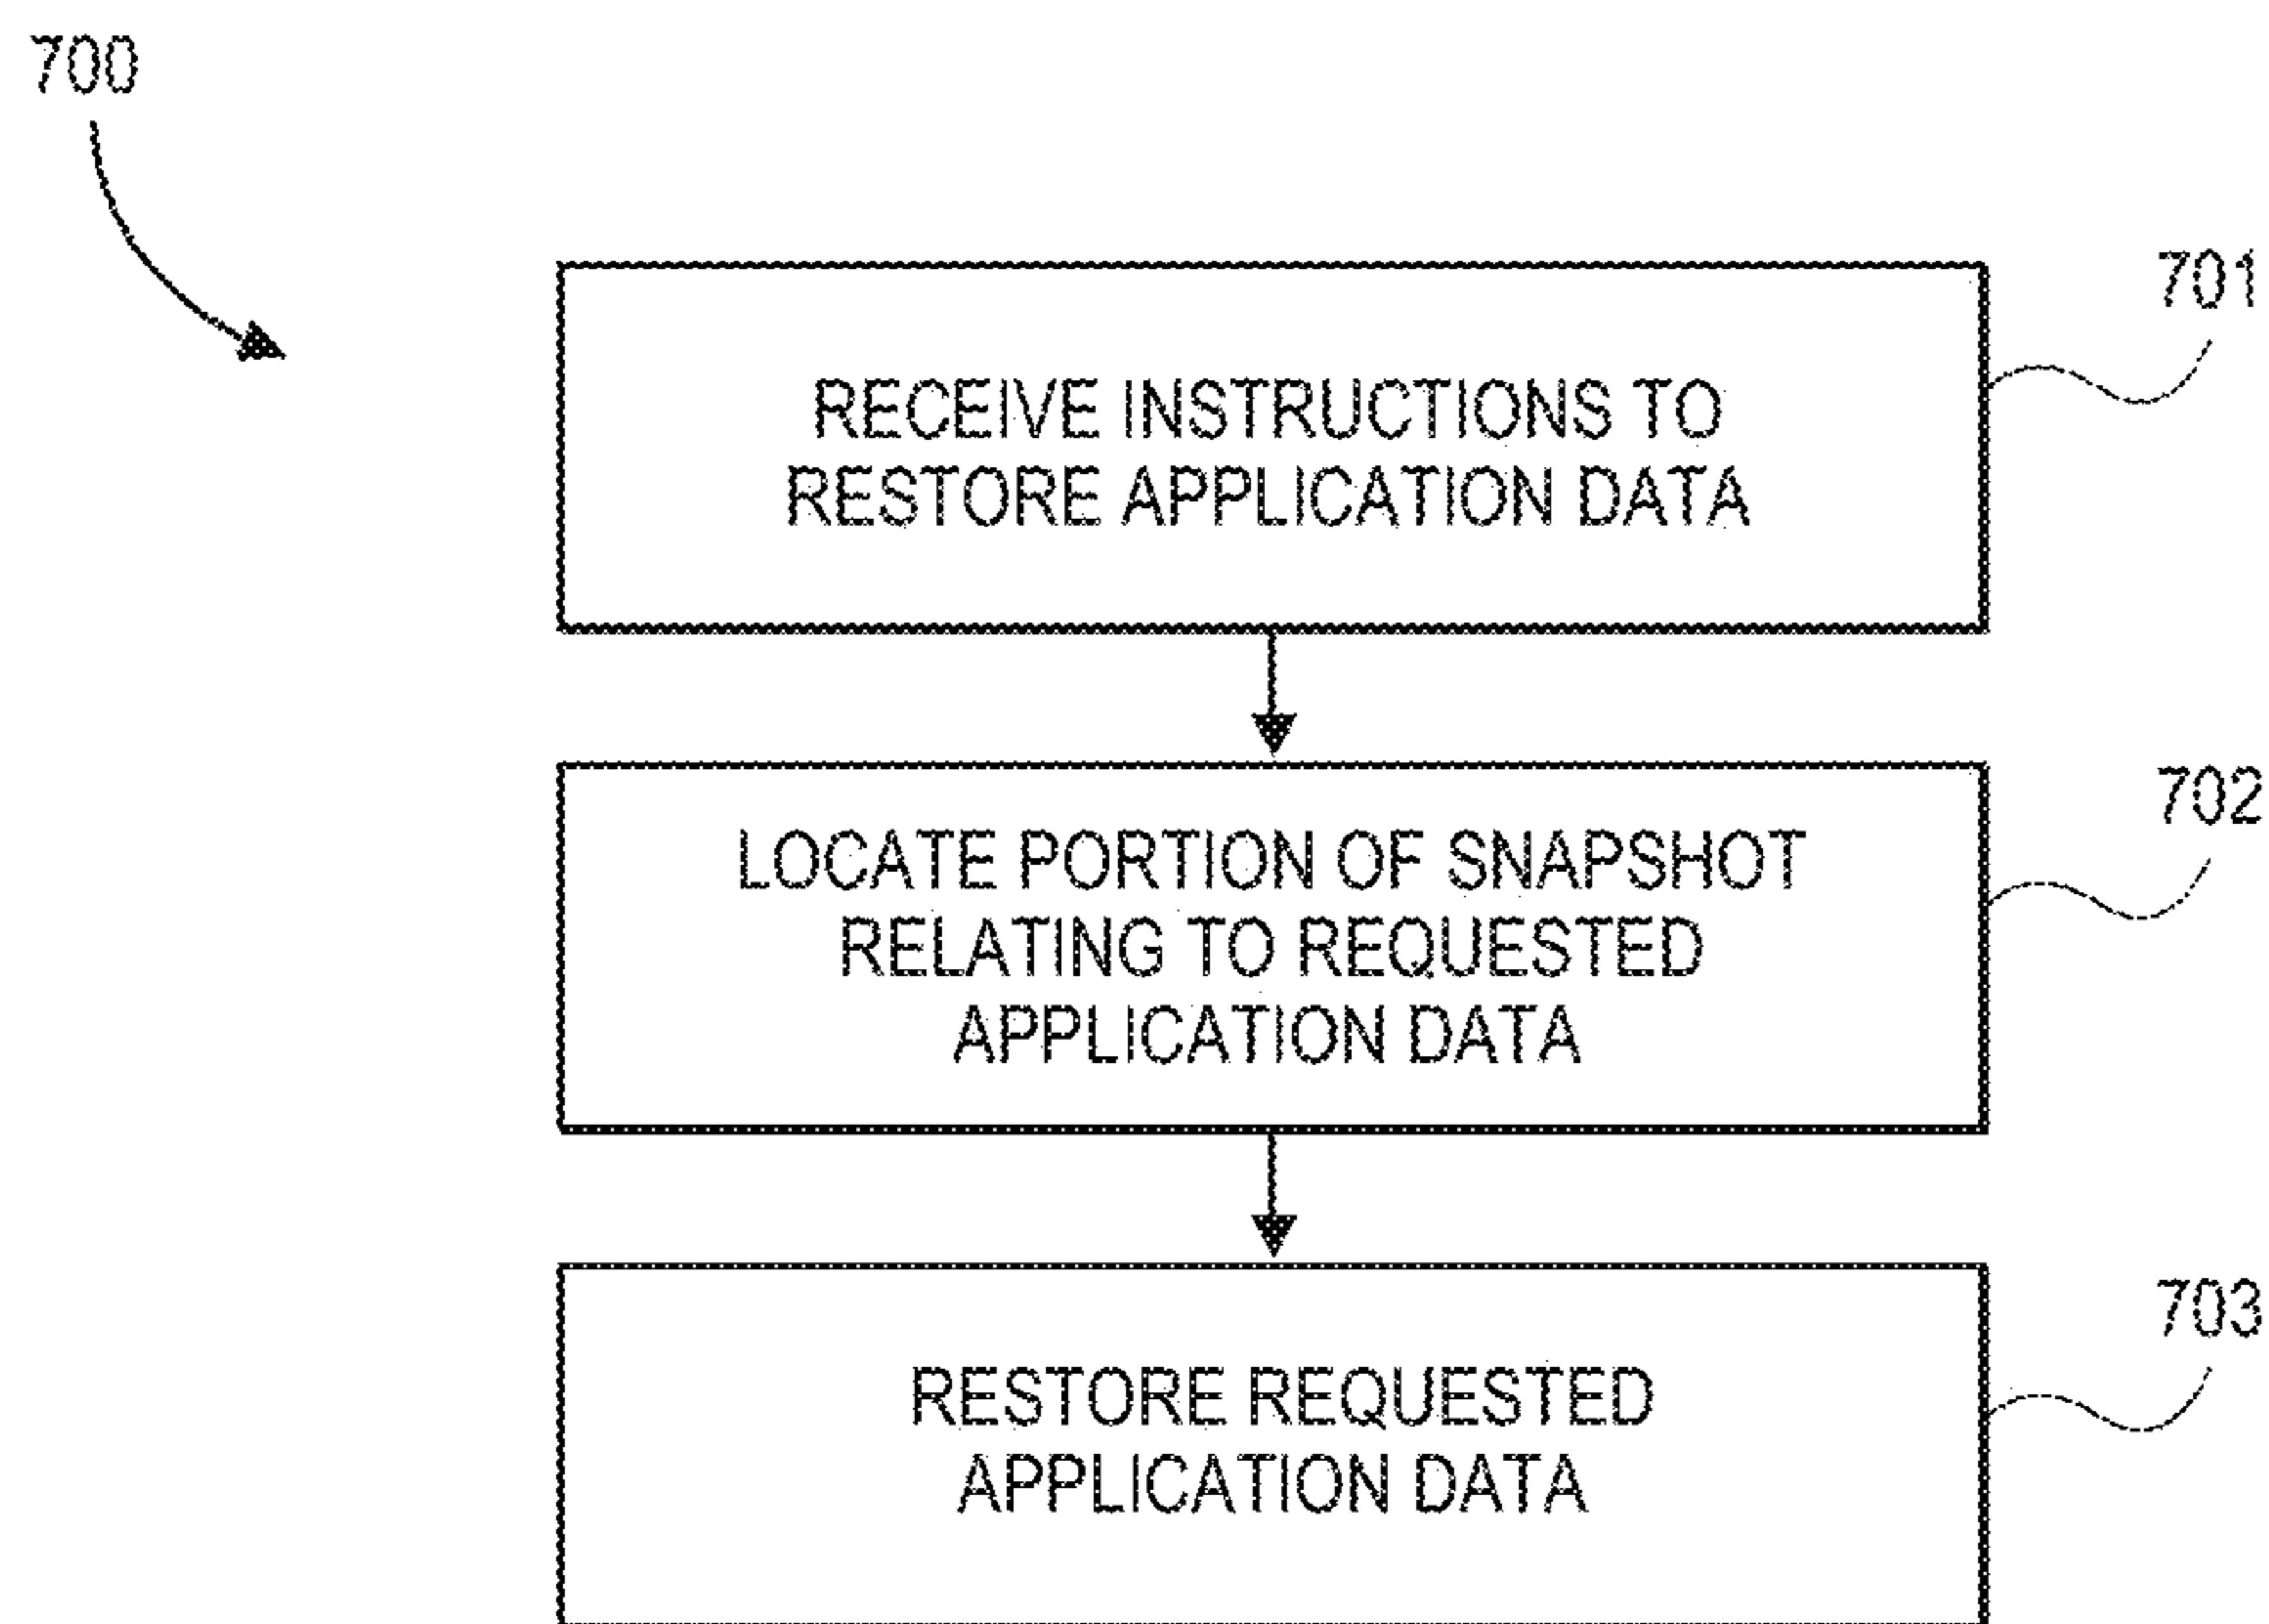 700
701
RECEIVE INSTRUCTIONS TO
RESTORE APPLICATION DATA
702
LOCATE PORTION OF SNAPSHOT
RELATING TO REQUESTED
APPLICATION DATA
703
RESTORE REQUESTED
APPLICATION DATA